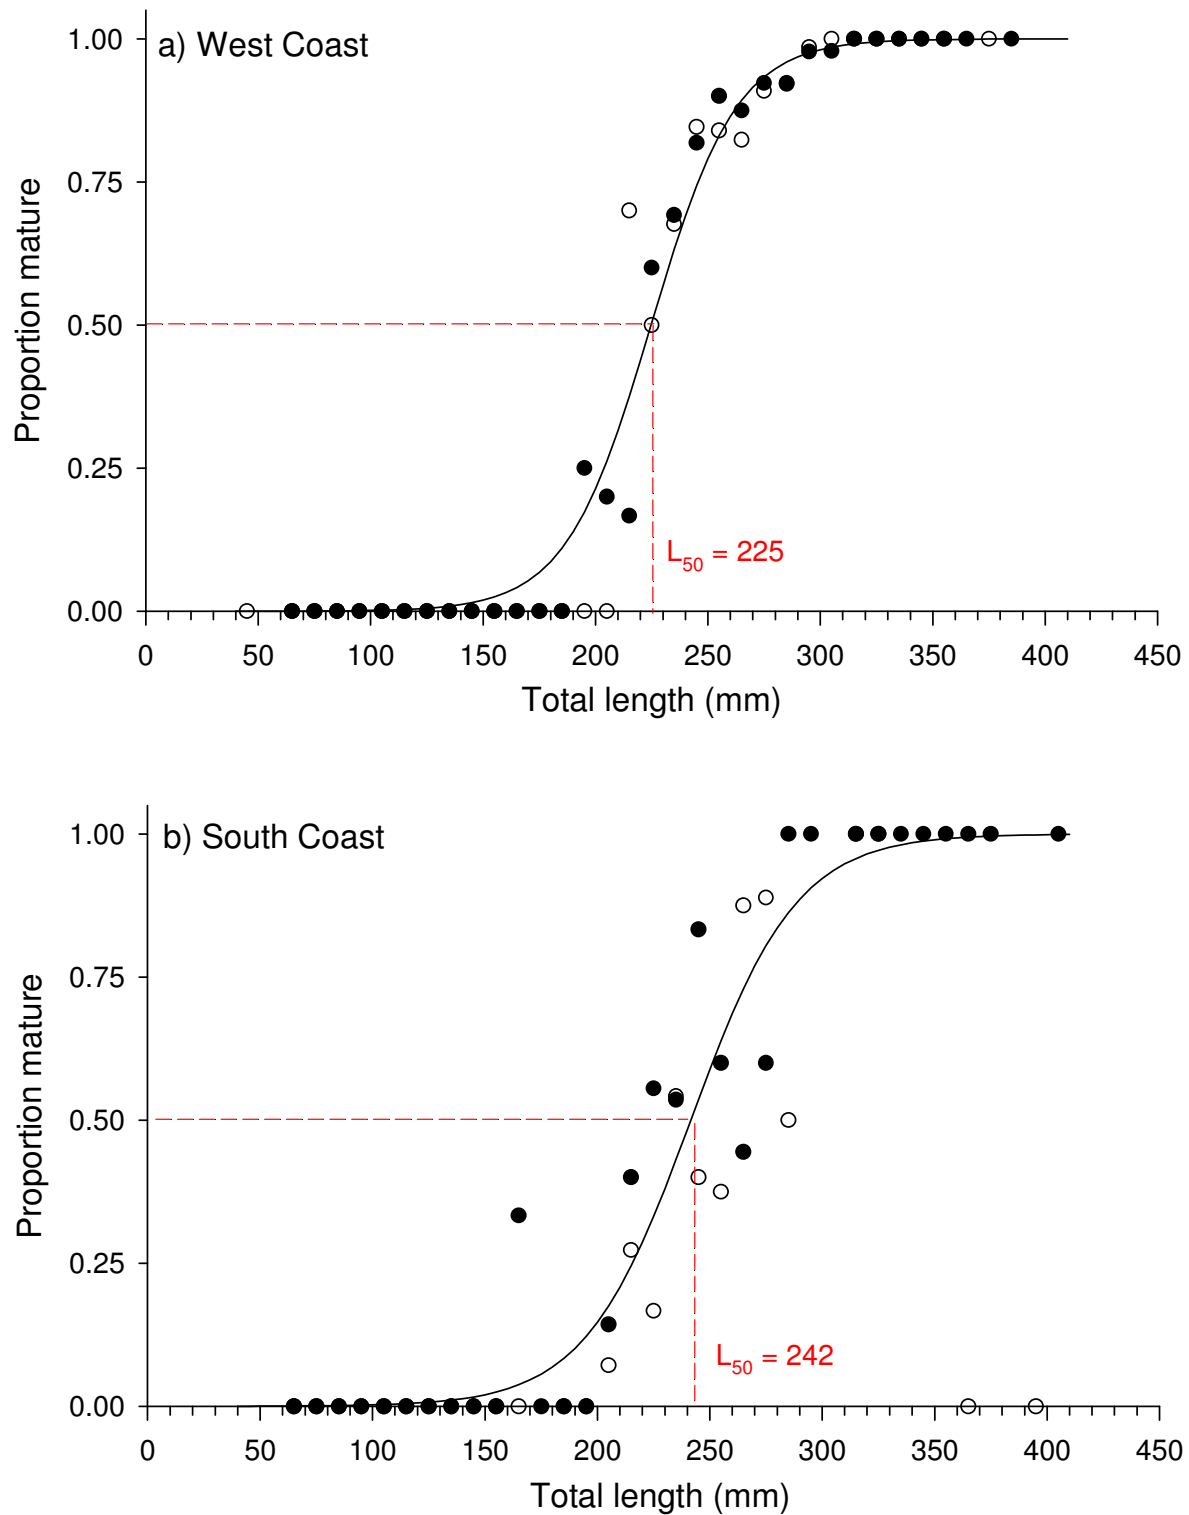 a) West Coast
1.00
0.75
0.50
0.25
0.00
Proportion mature
L50 = 225
0 50 100 150 200 250 300 350 400 450
Total length (mm)
b) South Coast
1.00
0.75
0.50
0.25
0.00
Proportion mature
L50 = 242
0 50 100 150 200 250 300 350 400 450
Total length (mm)